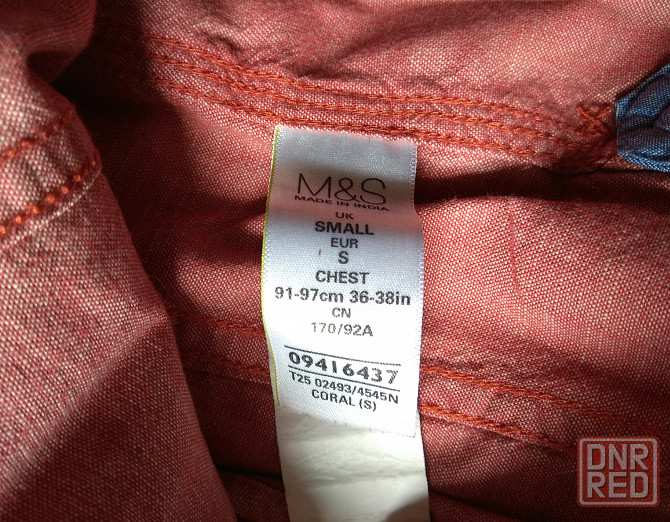 M&S
MADE IN INDIA
UK
SMALL
EUR
S
CHEST
91-97cm 36-38in
CN
170/92A
09416437
T25 02493/4545N
CORAL (S)
DNR
RED